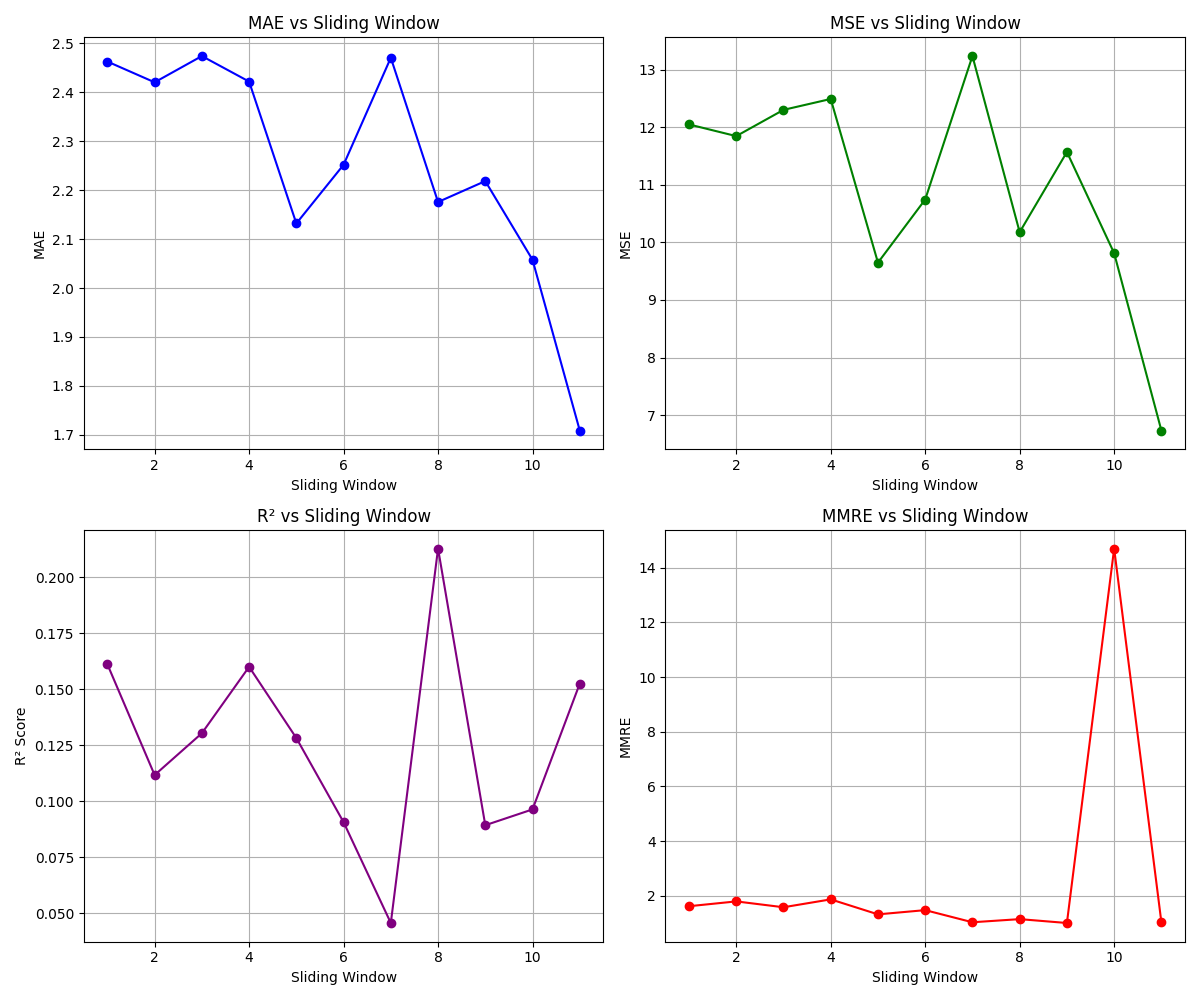 MAE vs Sliding Window
MAE
2.5
2.4
2.3
2.2
2.1
2.0
1.9
1.8
1.7
2 4 6 8 10
Sliding Window
MSE vs Sliding Window
MSE
13
12
11
10
9
8
7
2 4 6 8 10
Sliding Window
R² vs Sliding Window
R² Score
0.200
0.175
0.150
0.125
0.100
0.075
0.050
2 4 6 8 10
Sliding Window
MMRE vs Sliding Window
MMRE
14
12
10
8
6
4
2
2 4 6 8 10
Sliding Window